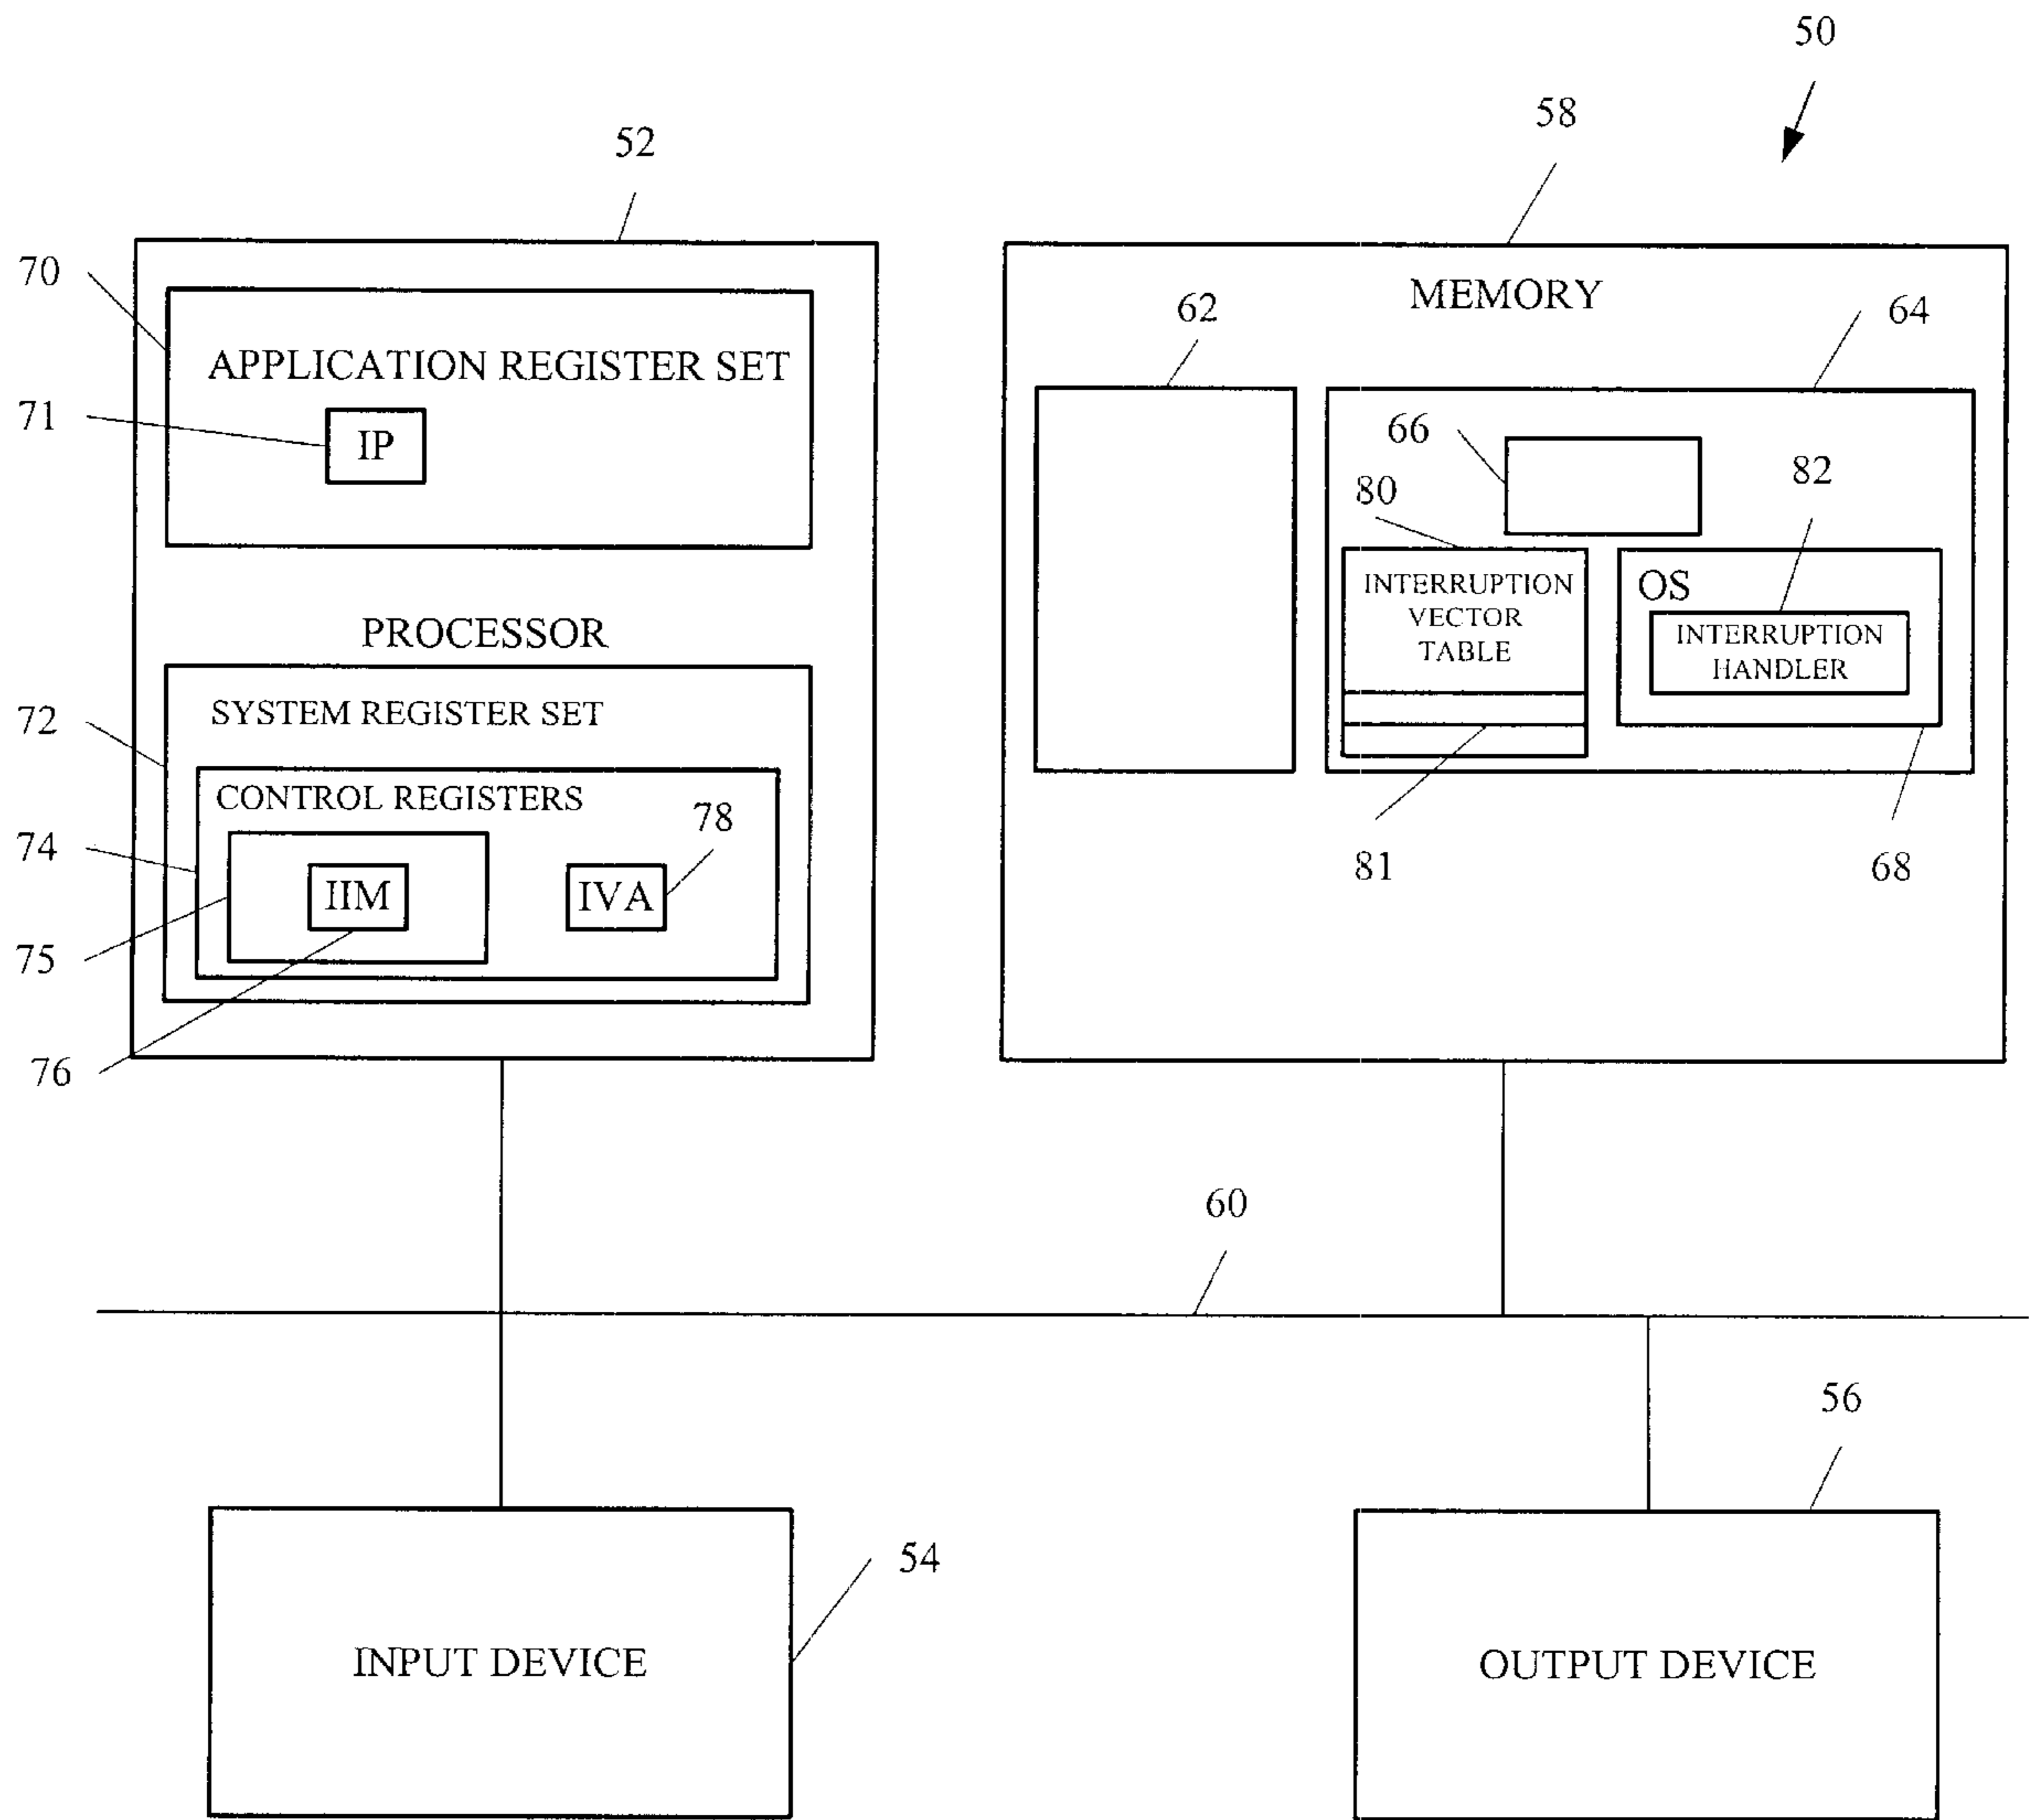 50
58
52
70
MEMORY
62
64
APPLICATION REGISTER SET
71
IP
66
82
80
INTERRUPTION
VECTOR
TABLE
OS
INTERRUPTION
HANDLER
PROCESSOR
72
SYSTEM REGISTER SET
CONTROL REGISTERS
78
74
IIM
IVA
81
68
75
76
60
56
54
INPUT DEVICE
OUTPUT DEVICE